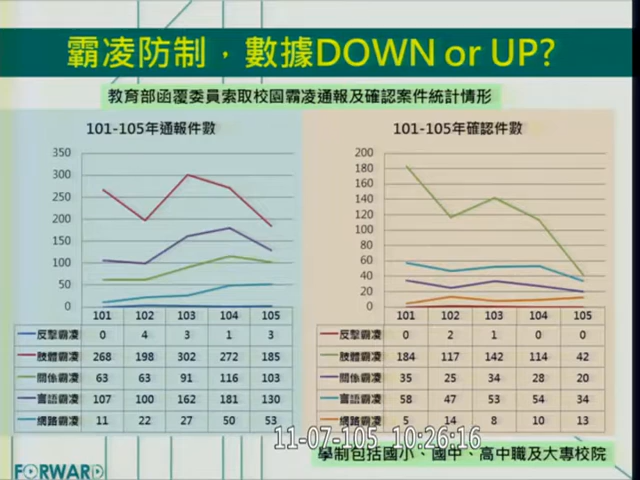 霸凌防制，數據DOWN or UP?
教育部函覆委員索取校園霸凌通報及確認案件統計情形
101-105年通報件數
350
300
250
200
150
100
50
0
101 102 103 104 105
反擊霸凌 0 4 3 1 3
肢體霸凌 268 198 302 272 185
關係霸凌 63 63 91 116 103
言語霸凌 107 100 162 181 130
網路霸凌 11 22 27 50 53
101-105年確認件數
200
180
160
140
120
100
80
60
40
20
0
101 102 103 104 105
反擊霸凌 0 2 1 0 0
肢體霸凌 184 117 142 114 42
關係霸凌 35 25 34 28 20
言語霸凌 58 47 53 54 34
網路霸凌 5 14 8 10 13
11-07-105 10:26:16
學制包括國小、國中、高中職及大專校院
FORWARD